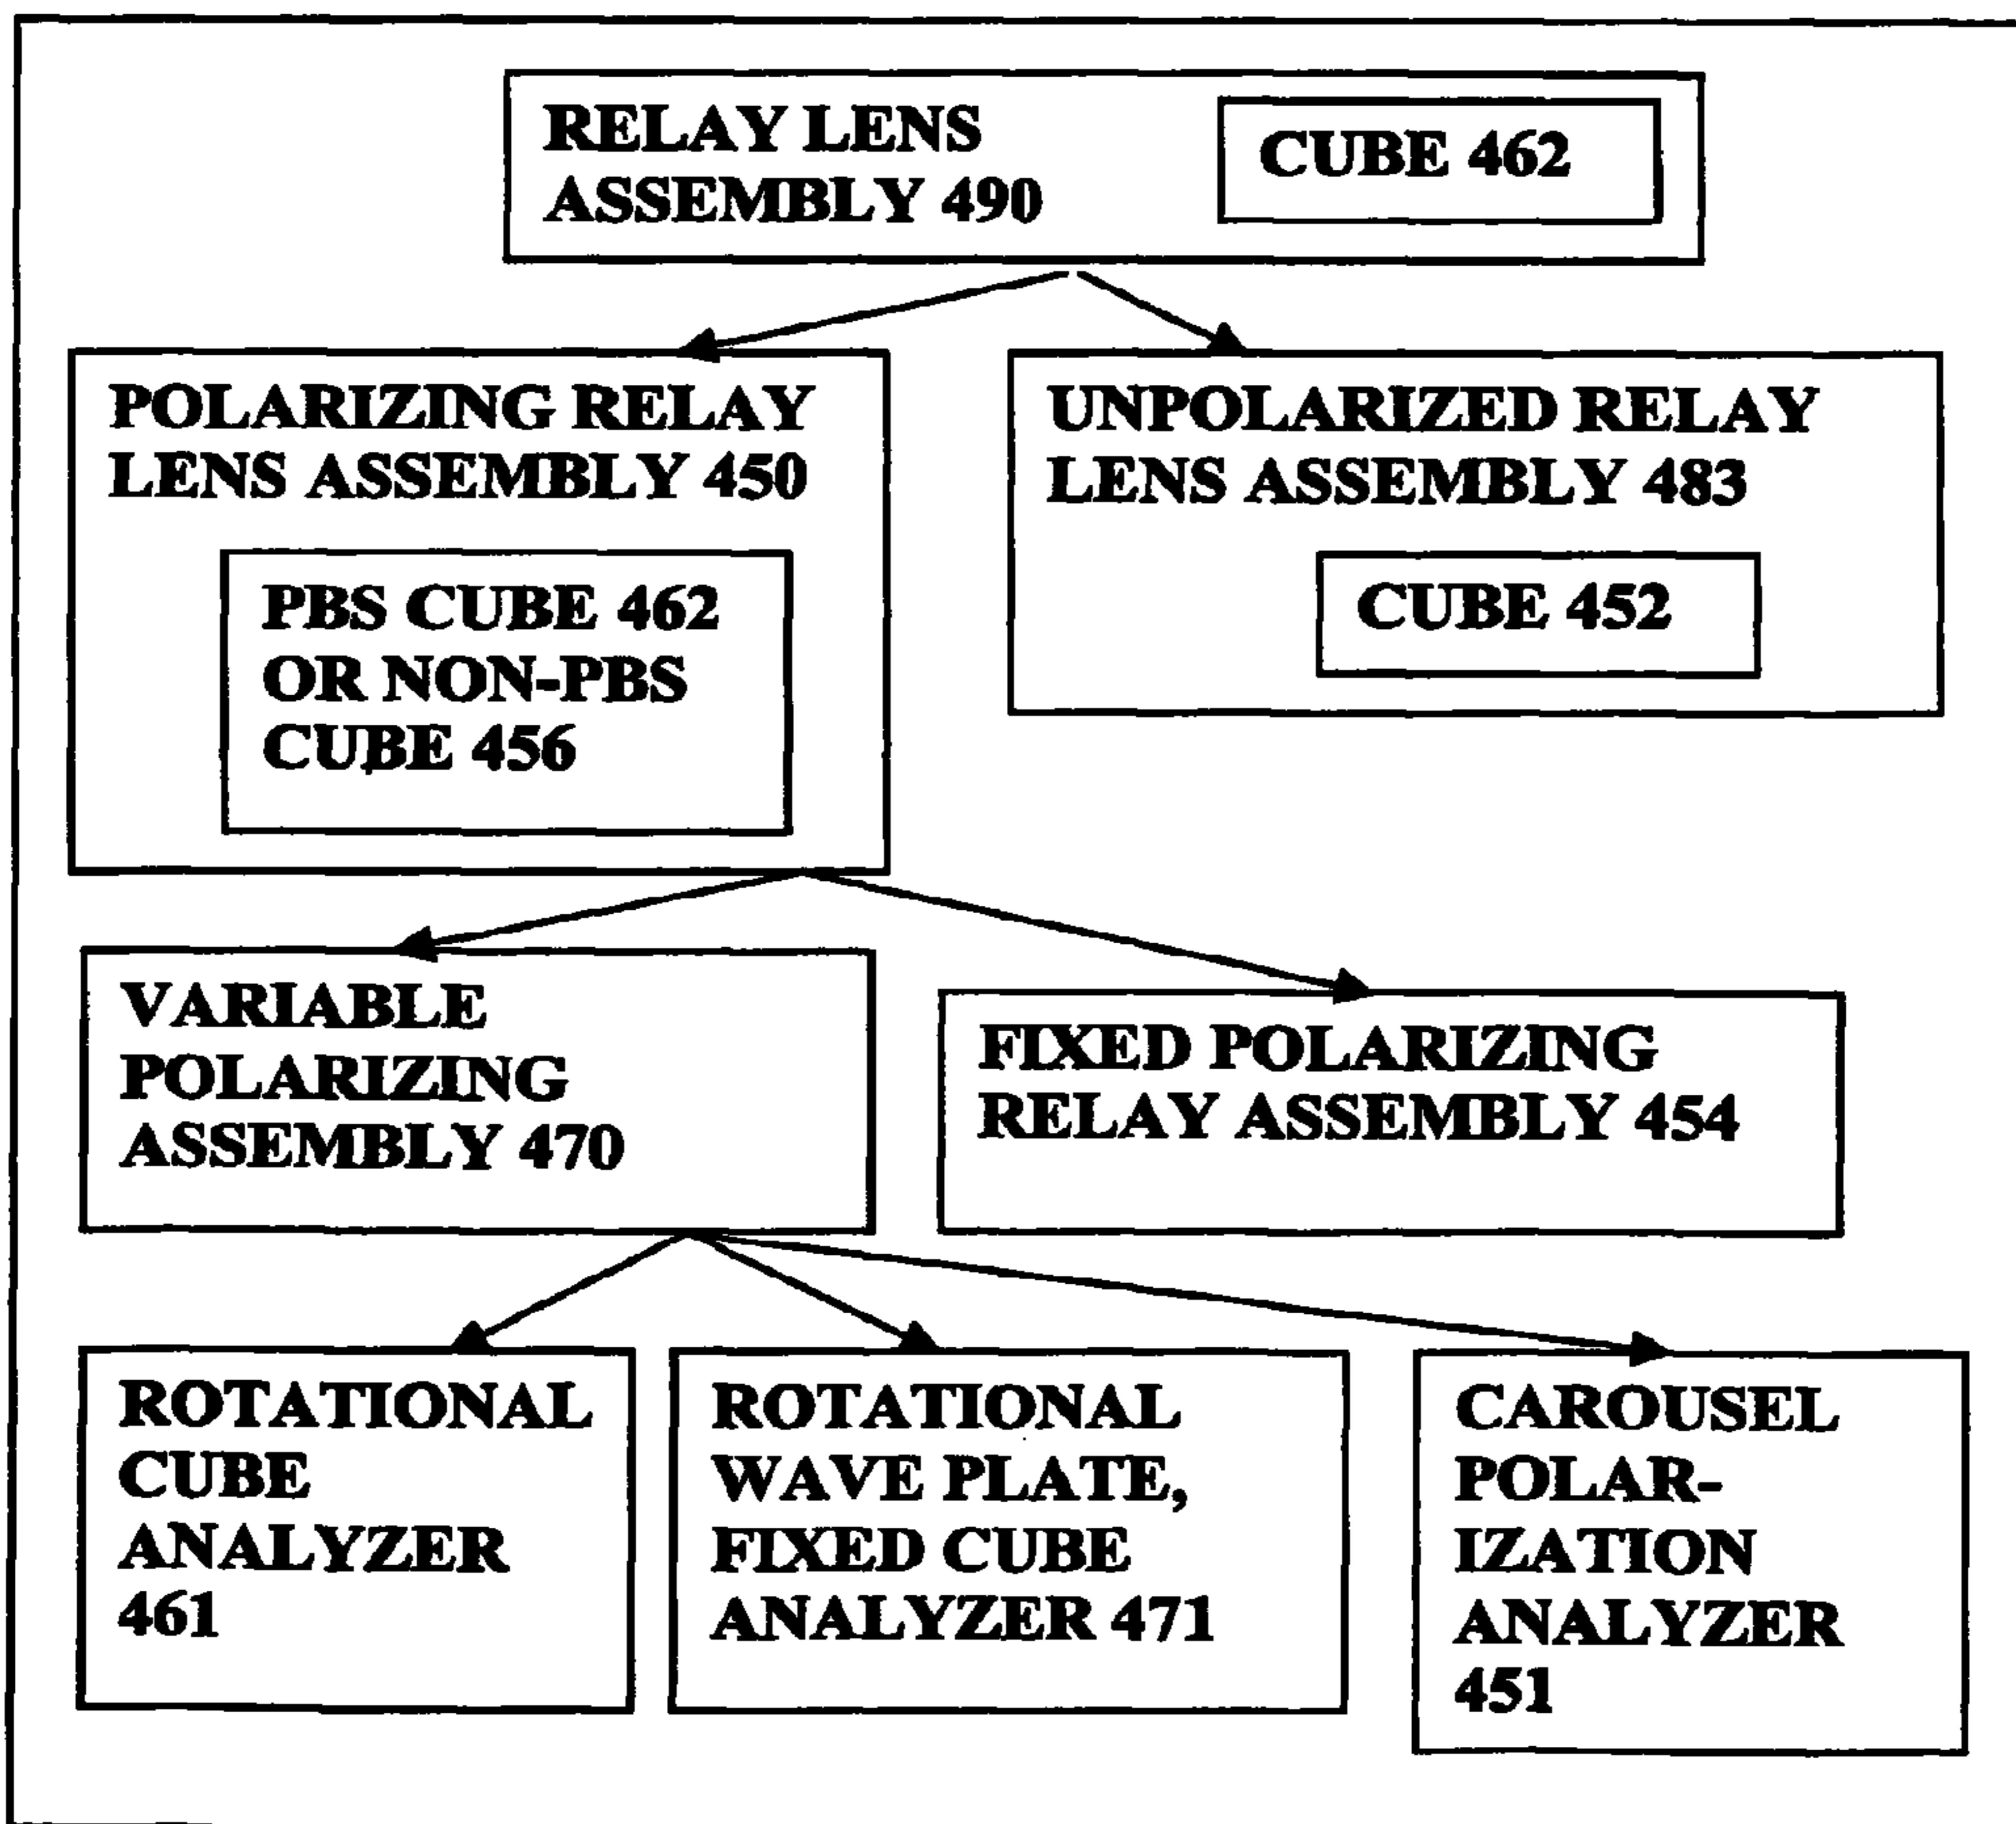 RELAY LENS
ASSEMBLY 490
CUBE 462
POLARIZING RELAY
LENS ASSEMBLY 450
PBS CUBE 462
OR NON-PBS
CUBE 456
UNPOLARIZED RELAY
LENS ASSEMBLY 483
CUBE 452
VARIABLE
POLARIZING
ASSEMBLY 470
FIXED POLARIZING
RELAY ASSEMBLY 454
ROTATIONAL
CUBE
ANALYZER
461
ROTATIONAL
WAVE PLATE,
FIXED CUBE
ANALYZER 471
CAROUSEL
POLAR-
IZATION
ANALYZER
451